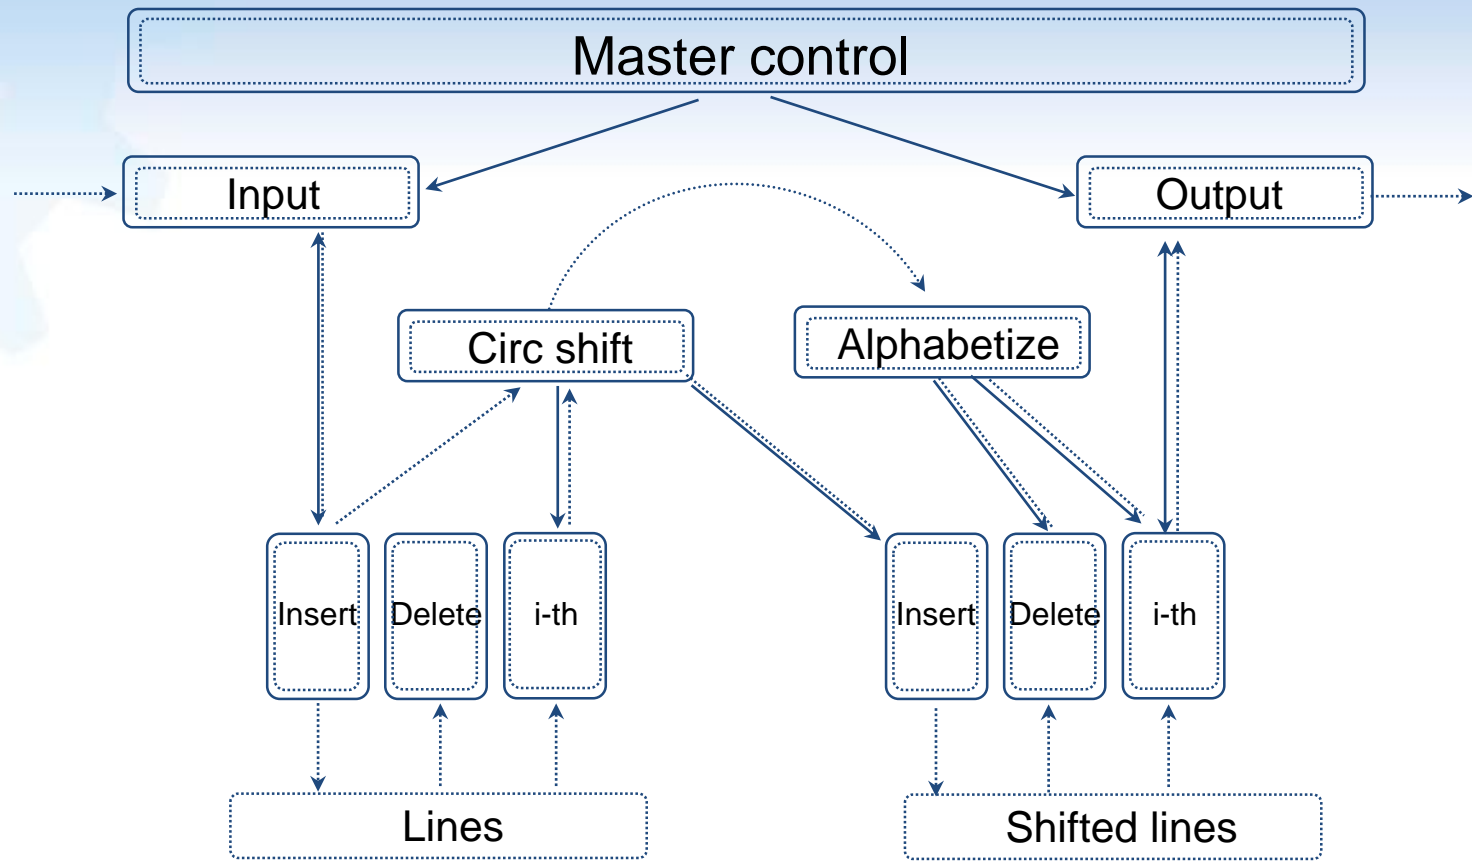 Master control
Input
Output
Circ shift
Alphabetize
Insert
Delete
i-th
Insert
Delete
i-th
Lines
Shifted lines